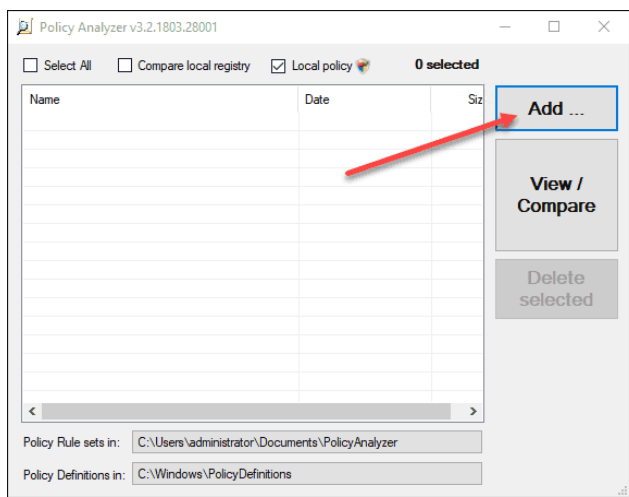 Policy Analyzer v3.2.1803.28001
Select All Compare local registry Local policy 0 selected
Name Date Siz
Add ...
View /
Compare
Delete
selected
Policy Rule sets in: C:\Users\administrator\Documents\PolicyAnalyzer
Policy Definitions in: C:\Windows\PolicyDefinitions